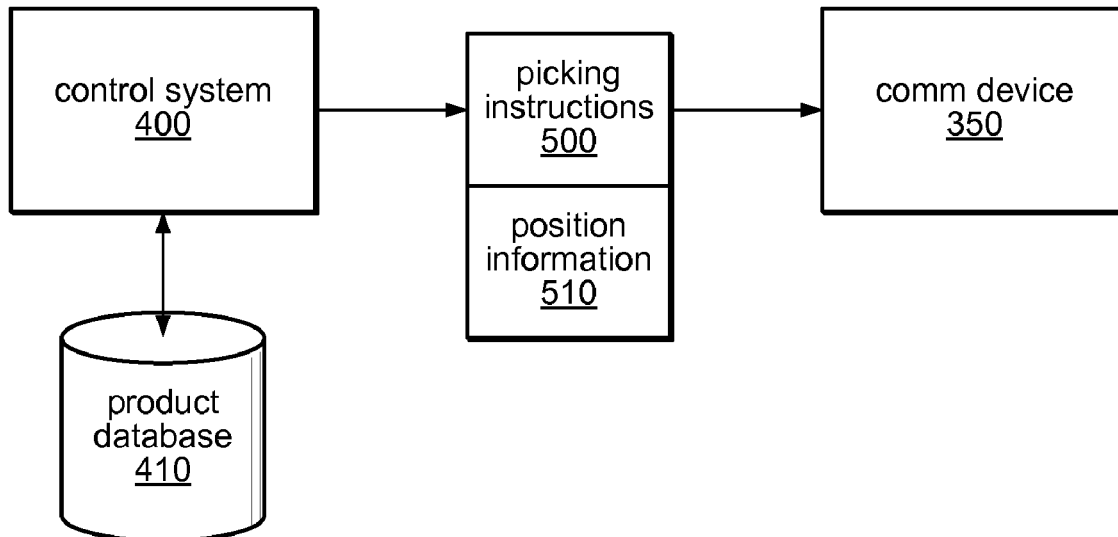 control system
400
picking
instructions
500
position
information
510
comm device
350
product
database
410